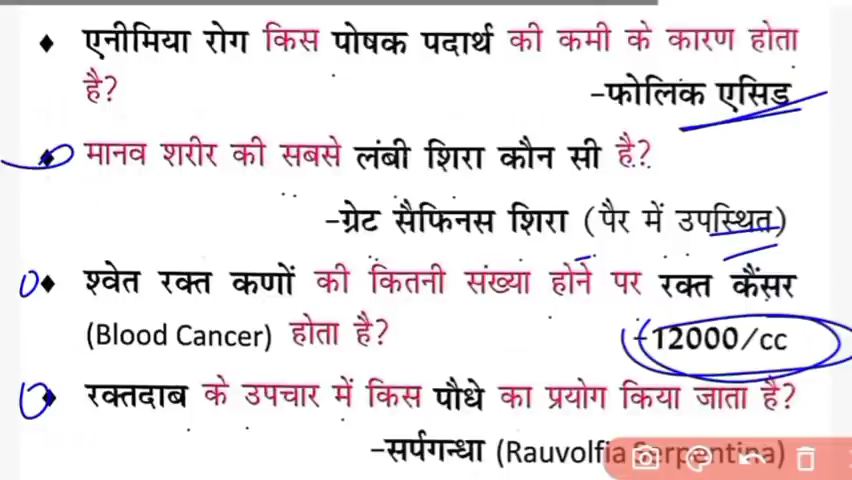 ♦ एनीमिया रोग किस पोषक पदार्थ की कमी के कारण होता
है?
-फोलिक एसिड
♦ मानव शरीर की सबसे लंबी शिरा कौन सी है?
-ग्रेट सैफिनस शिरा (पैर में उपस्थित)
♦ श्वेत रक्त कणों की कितनी संख्या होने पर रक्त कैंसर
(Blood Cancer) होता है?
-12000/cc
♦ रक्तदाब के उपचार में किस पौधे का प्रयोग किया जाता है?
-सर्पगन्धा (Rauvolfia Serpentina)